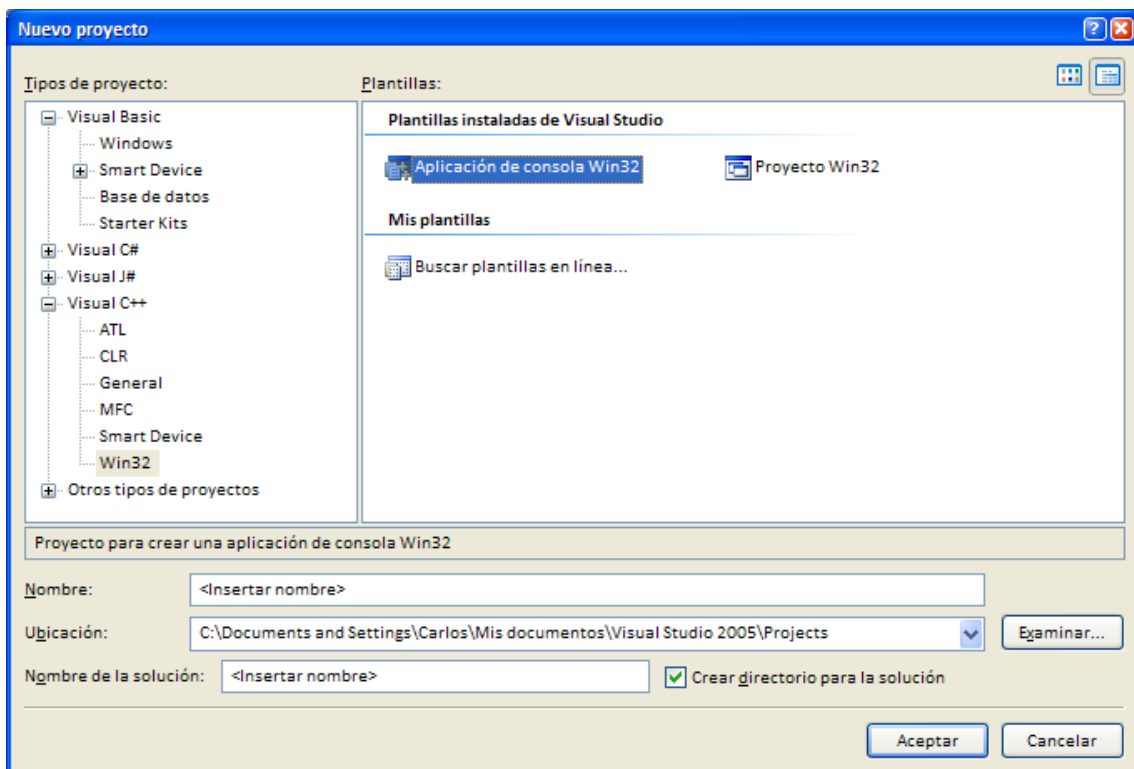 Nuevo proyecto
Tipos de proyecto:
Plantillas:
Visual Basic
Windows
Smart Device
Base de datos
Starter Kits
Visual C#
Visual J#
Visual C++
ATL
CLR
General
MFC
Smart Device
Win32
Otros tipos de proyectos
Plantillas instaladas de Visual Studio
Aplicación de consola Win32
Proyecto Win32
Mis plantillas
Buscar plantillas en línea...
Proyecto para crear una aplicación de consola Win32
Nombre: <Insertar nombre>
Ubicación: C:\Documents and Settings\Carlos\Mis documentos\Visual Studio 2005\Projects Examinar...
Nombre de la solución: <Insertar nombre> Crear directorio para la solución
Aceptar Cancelar